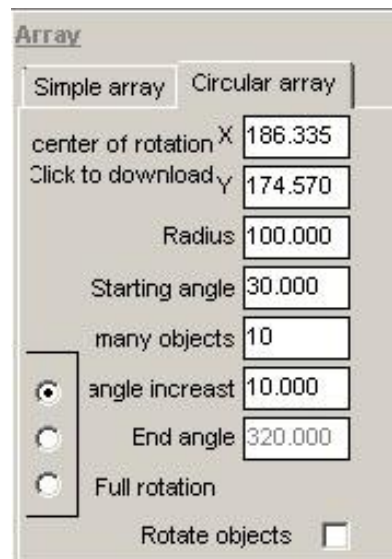 Array
Simple array Circular array
center of rotation X 186.335
Click to download Y 174.570
Radius 100.000
Starting angle 30.000
many objects 10
angle increast 10.000
End angle 320.000
Full rotation
Rotate objects